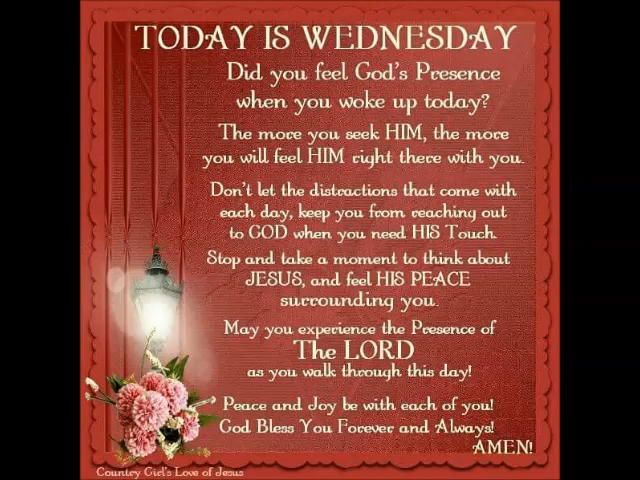 TODAY IS WEDNESDAY
Did you feel God's Presence
when you woke up today?
The more you seek HIM, the more
you will feel HIM right there with you.
Don't let the distractions that come with
each day, keep you from reaching out
to GOD when you need HIS Touch.
Stop and take a moment to think about
JESUS, and feel HIS PEACE
surrounding you.
May you experience the Presence of
The LORD
as you walk through this day!
Peace and Joy be with each of you!
God Bless You Forever and Always!
AMEN!
Country Girl's Love of Jesus